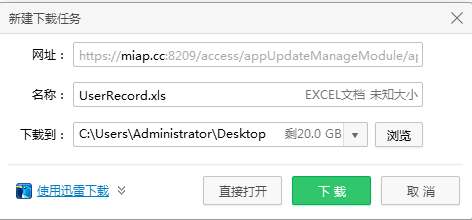 新建下载任务
网址： https://miap.cc:8209/access/appUpdateManageModule/ap
名称： UserRecord.xls EXCEL文档 未知大小
下载到： C:\Users\Administrator\Desktop 剩20.0 GB 浏览
使用迅雷下载 直接打开 下载 取消